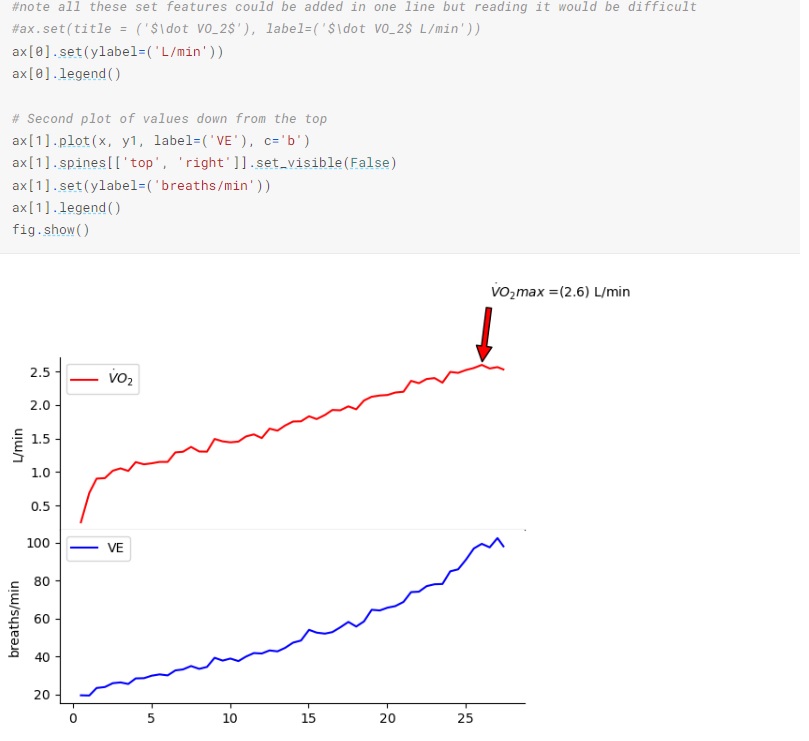 #note all these set features could be added in one line but reading it would be difficult
#ax.set(title = ('$\dot VO_2$'), label=('$\dot VO_2$ L/min'))
ax[0].set(ylabel=('L/min'))
ax[0].legend()
# Second plot of values down from the top
ax[1].plot(x, y1, label=('VE'), c='b')
ax[1].spines[['top', 'right']].set_visible(False)
ax[1].set(ylabel=('breaths/min'))
ax[1].legend()
fig.show()
V̇O₂max =(2.6) L/min
V̇O₂
2.5
2.0
1.5
1.0
0.5
L/min
VE
100
80
60
40
20
breaths/min
0 5 10 15 20 25